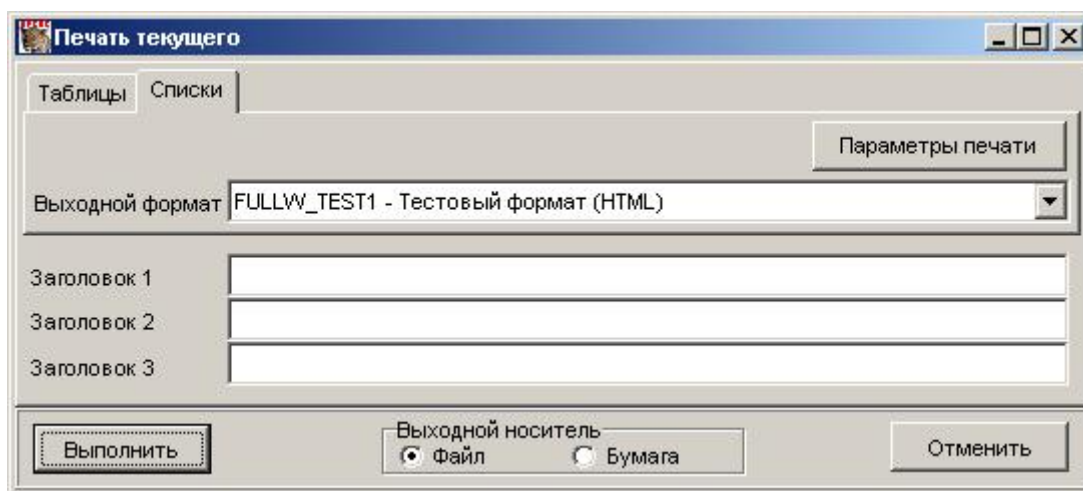 Печать текущего
Таблицы Списки
Параметры печати
Выходной формат FULLW_TEST1 - Тестовый формат (HTML)
Заголовок 1
Заголовок 2
Заголовок 3
Выходной носитель
Выполнить Файл Бумага Отменить